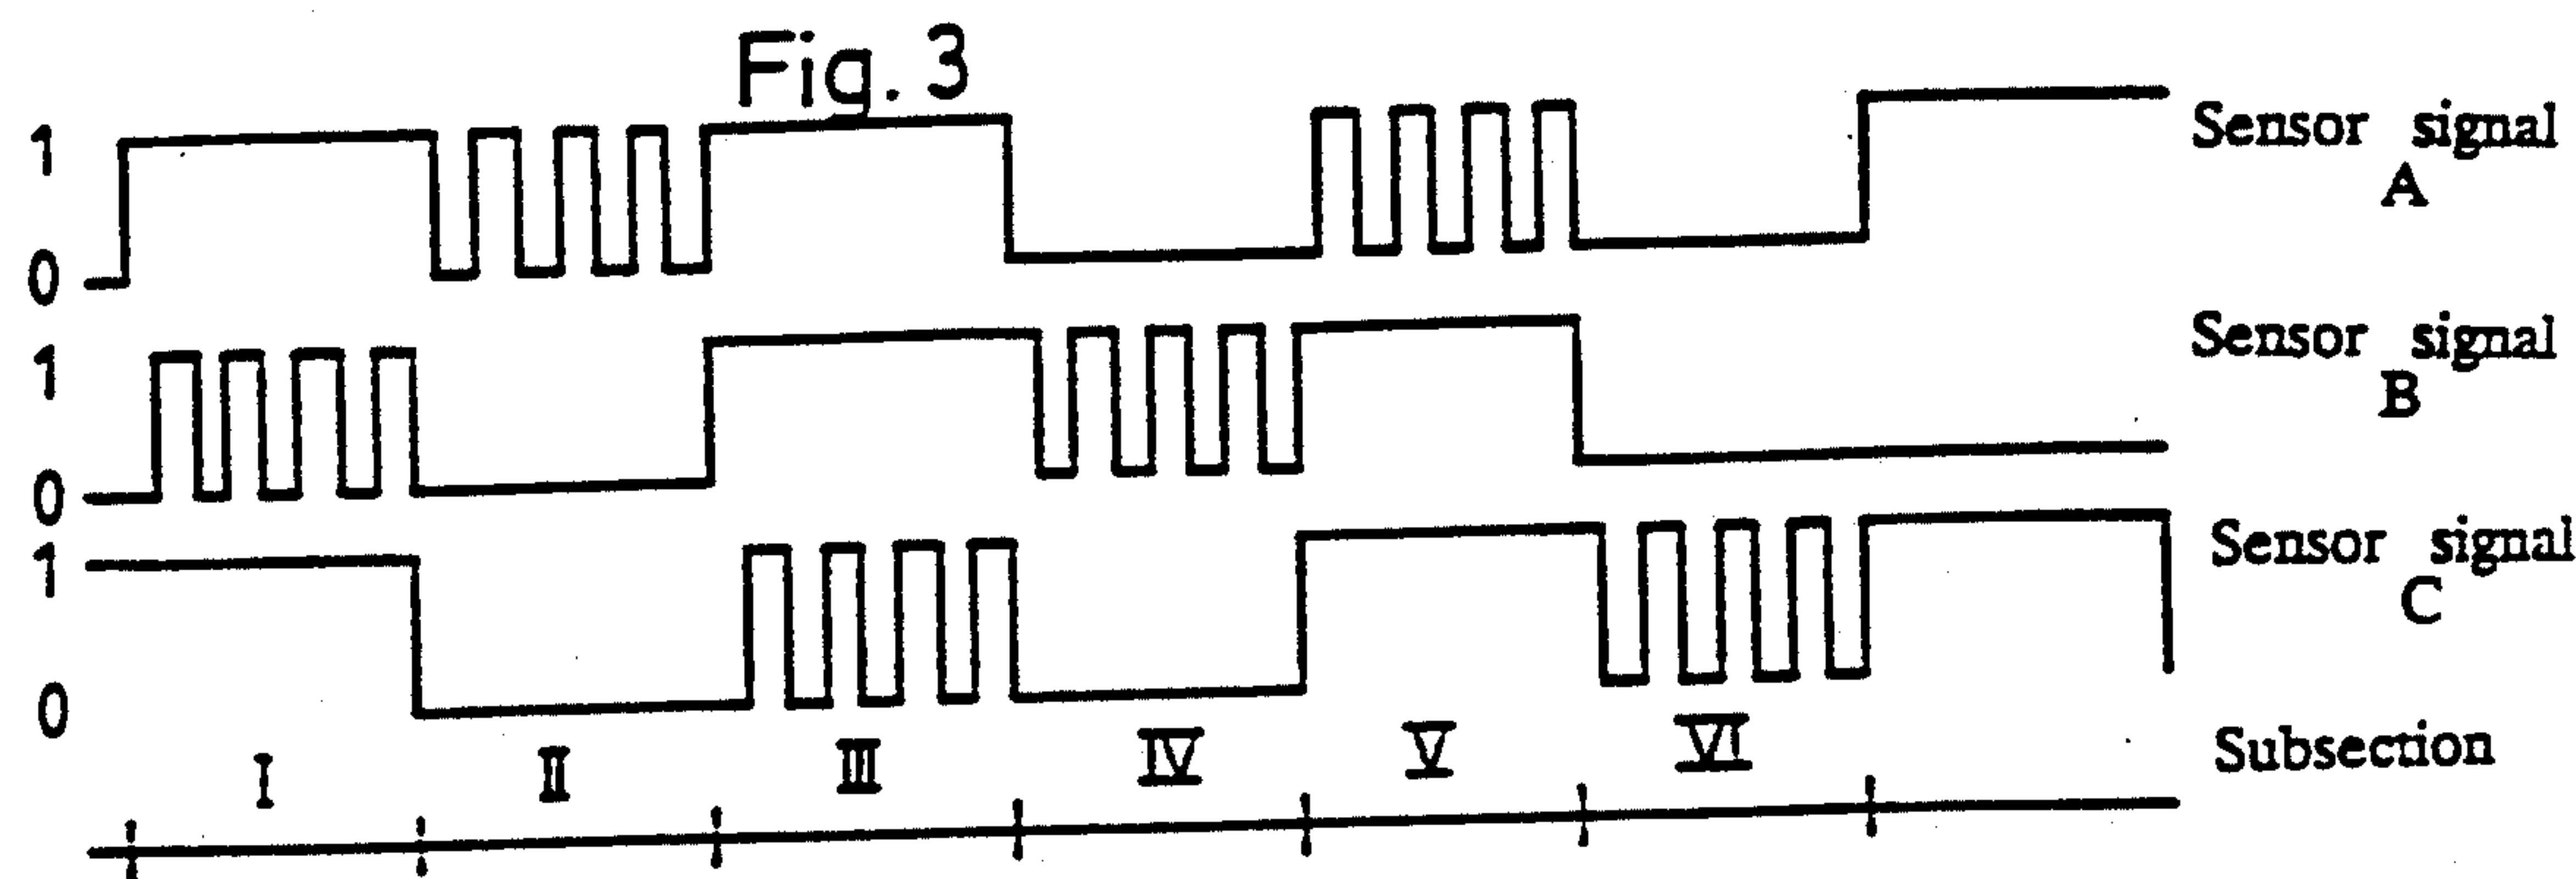 Fig. 3
1
Sensor signal
A
0
1
Sensor signal
B
0
1
Sensor signal
C
0
I II III IV V VI Subsection